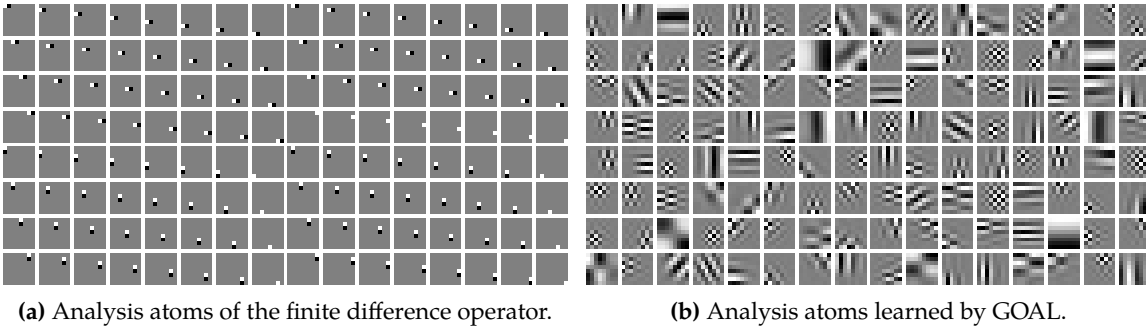 (a) Analysis atoms of the finite difference operator.
(b) Analysis atoms learned by GOAL.